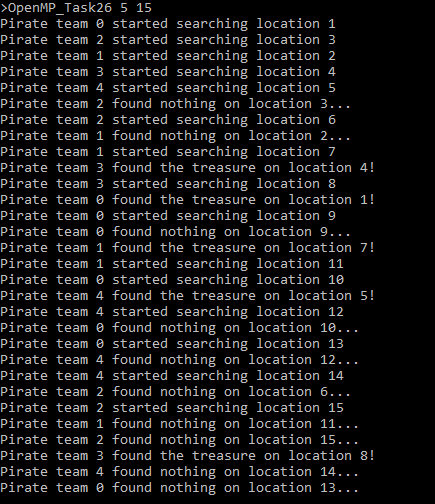 >OpenMP_Task26 5 15
Pirate team 0 started searching location 1
Pirate team 2 started searching location 3
Pirate team 1 started searching location 2
Pirate team 3 started searching location 4
Pirate team 4 started searching location 5
Pirate team 2 found nothing on location 3...
Pirate team 2 started searching location 6
Pirate team 1 found nothing on location 2...
Pirate team 1 started searching location 7
Pirate team 3 found the treasure on location 4!
Pirate team 3 started searching location 8
Pirate team 0 found the treasure on location 1!
Pirate team 0 started searching location 9
Pirate team 0 found nothing on location 9...
Pirate team 1 found the treasure on location 7!
Pirate team 1 started searching location 11
Pirate team 0 started searching location 10
Pirate team 4 found the treasure on location 5!
Pirate team 4 started searching location 12
Pirate team 0 found nothing on location 10...
Pirate team 0 started searching location 13
Pirate team 4 found nothing on location 12...
Pirate team 4 started searching location 14
Pirate team 2 found nothing on location 6...
Pirate team 2 started searching location 15
Pirate team 1 found nothing on location 11...
Pirate team 2 found nothing on location 15...
Pirate team 3 found the treasure on location 8!
Pirate team 4 found nothing on location 14...
Pirate team 0 found nothing on location 13...